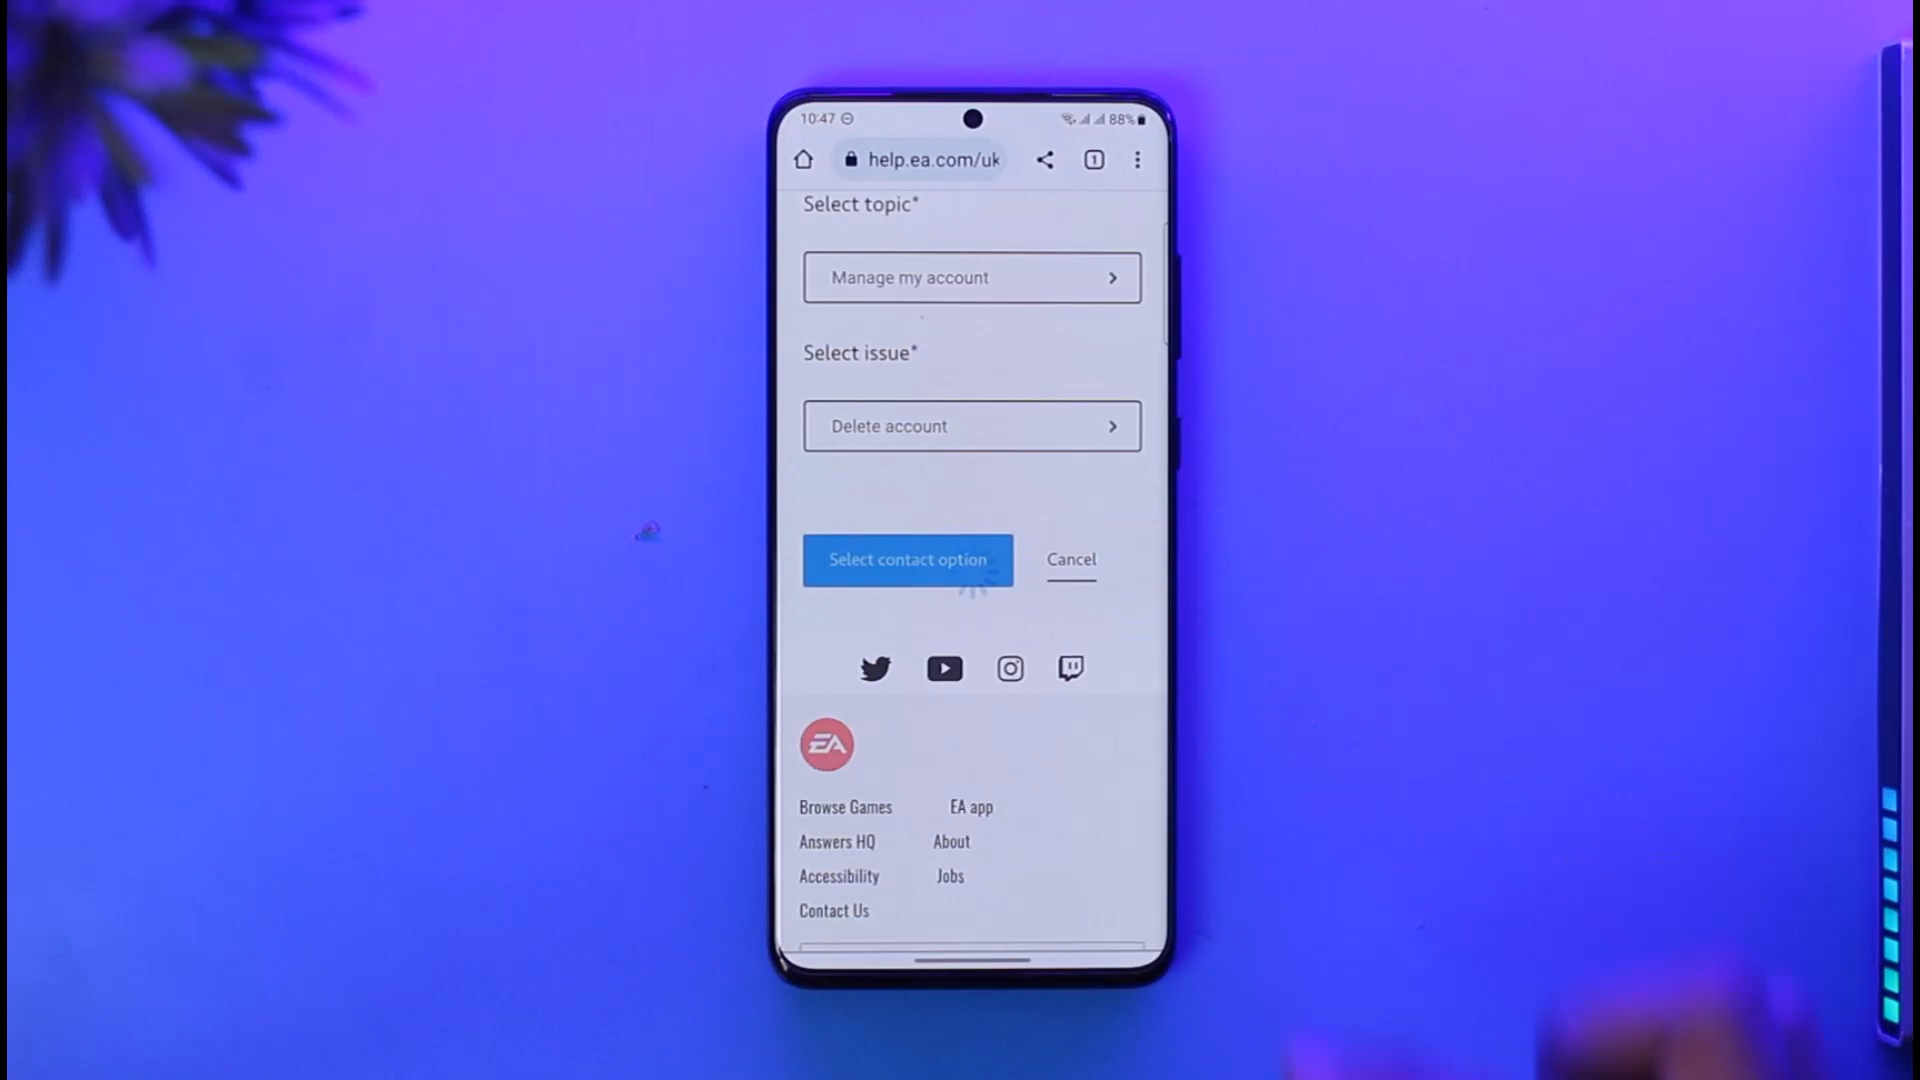 10:47 88%
help.ea.com/uk 1
Select topic*
Manage my account
Select issue*
Delete account
Select contact option Cancel
EA
Browse Games EA app
Answers HQ About
Accessibility Jobs
Contact Us